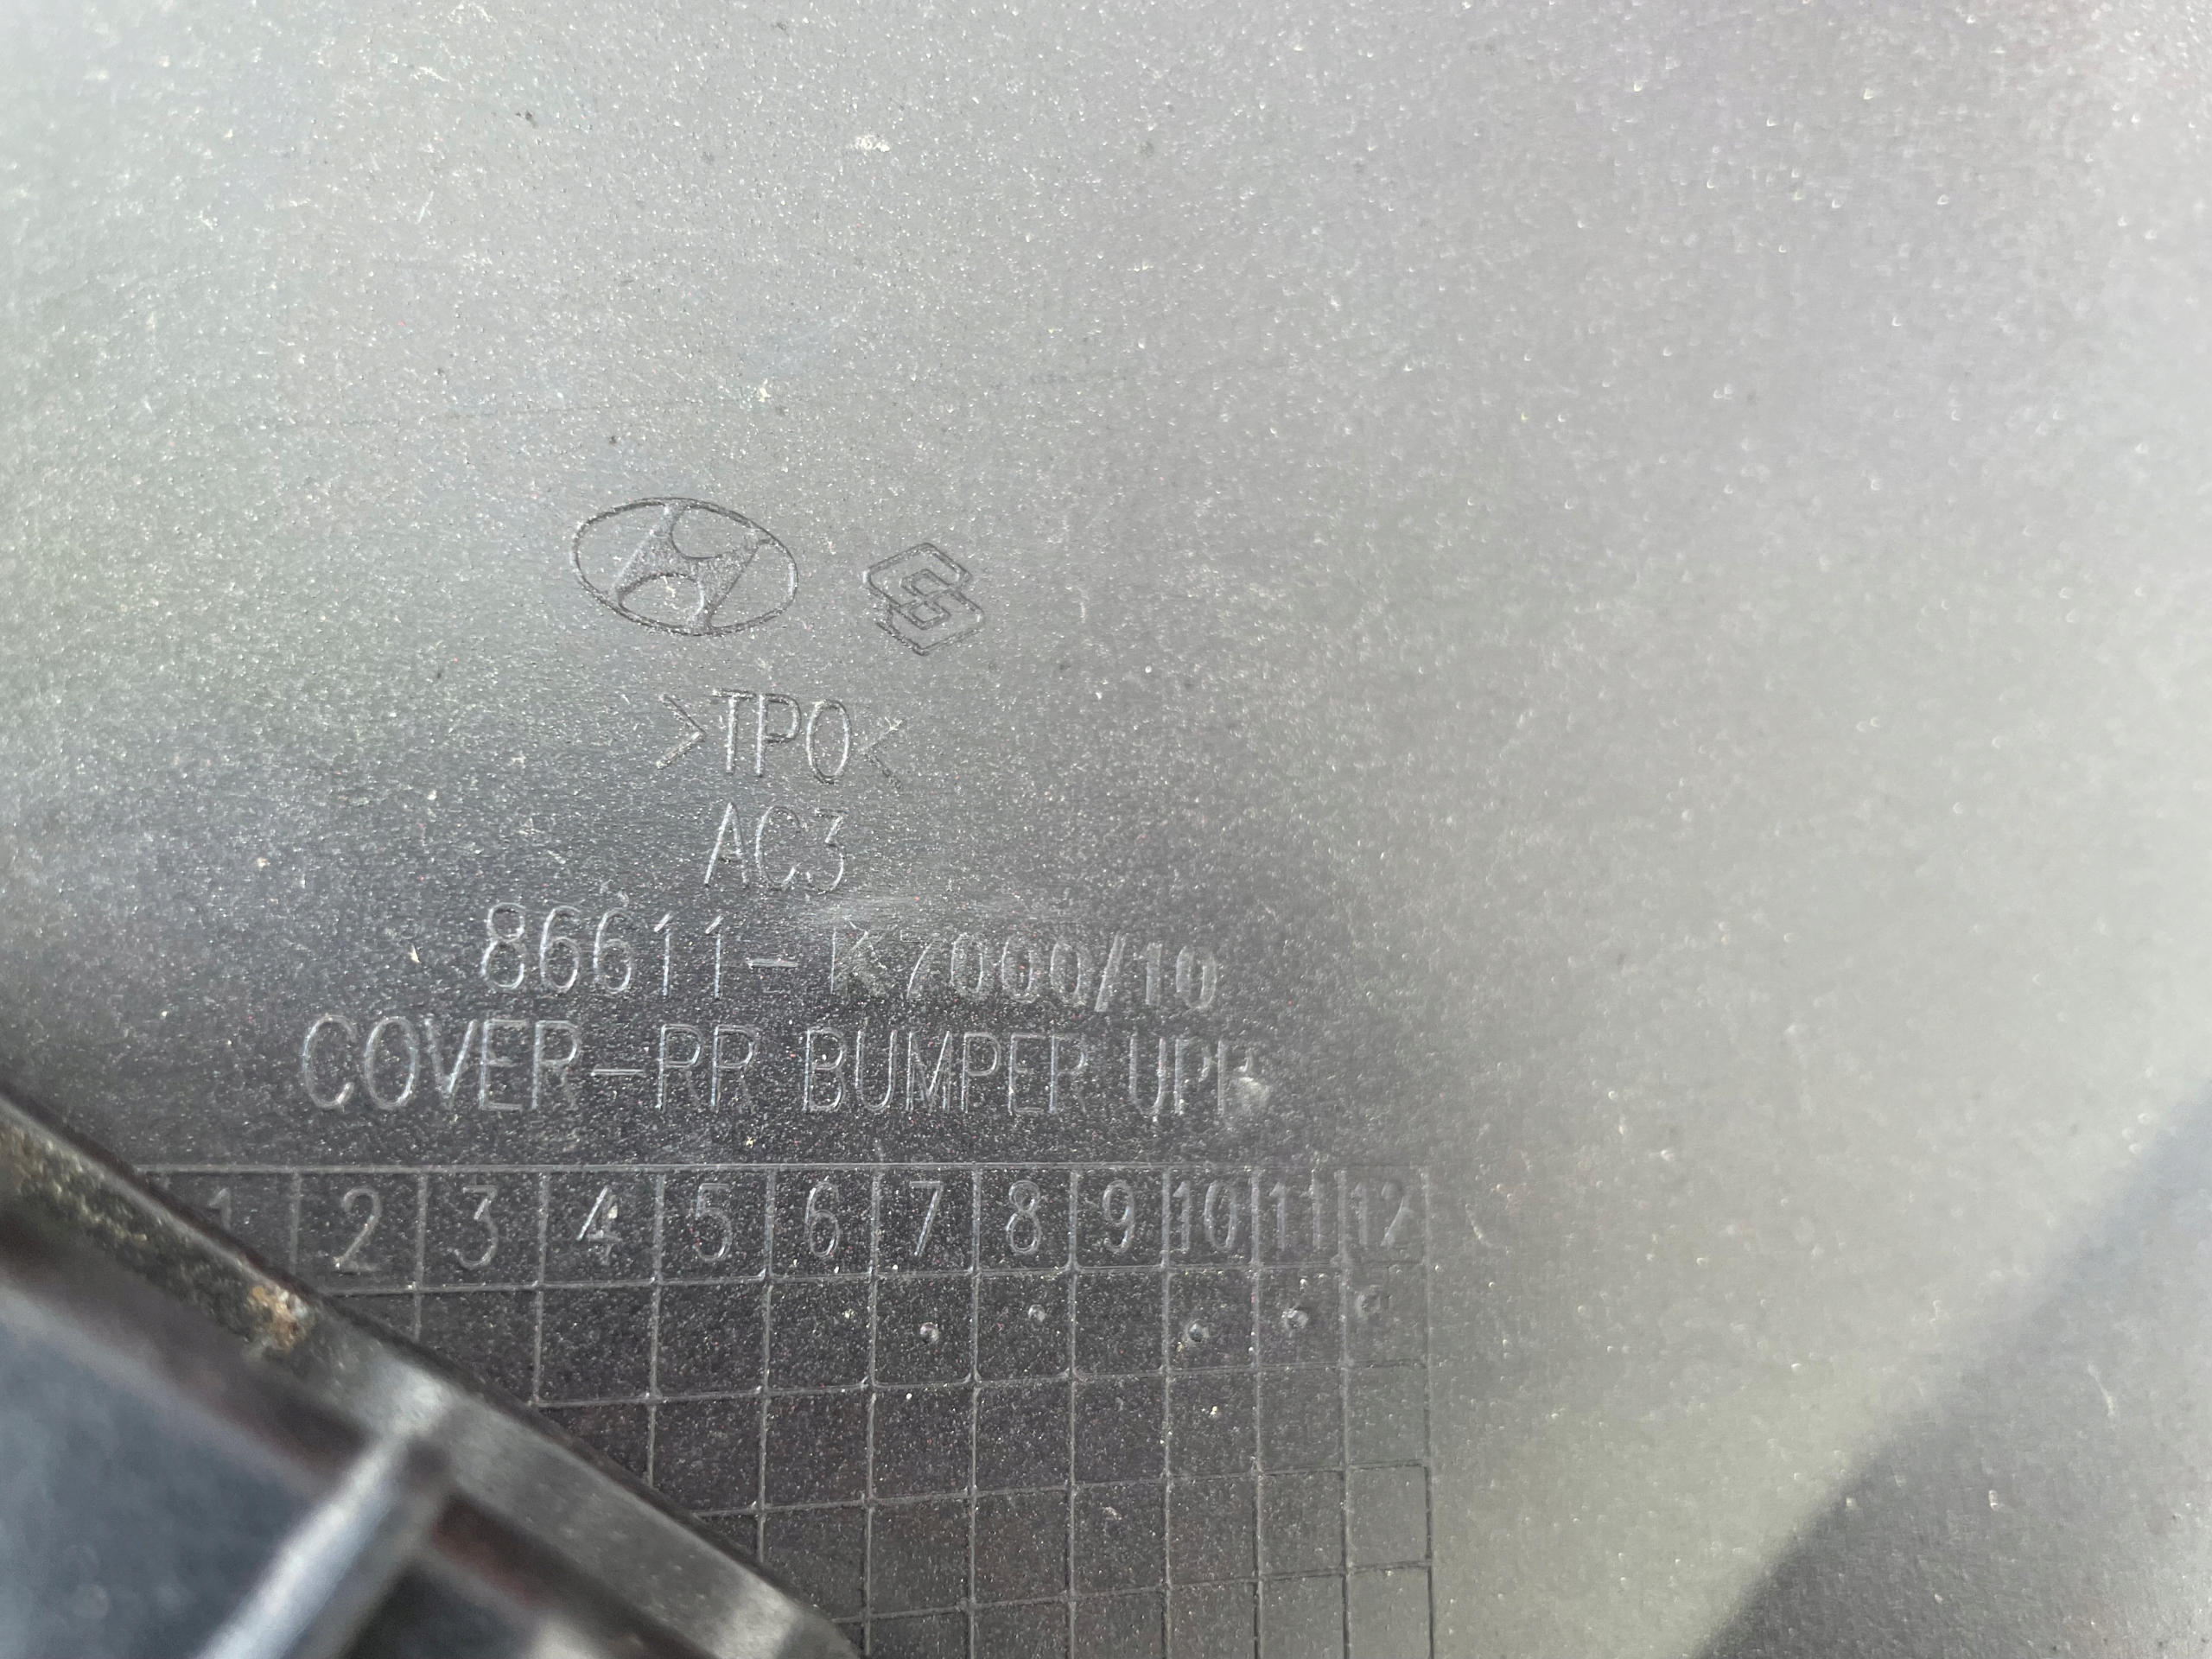 >TPO<
AC3
86611-K7000/10
COVER-RR BUMPER UPR
1 2 3 4 5 6 7 8 9 10 11 12